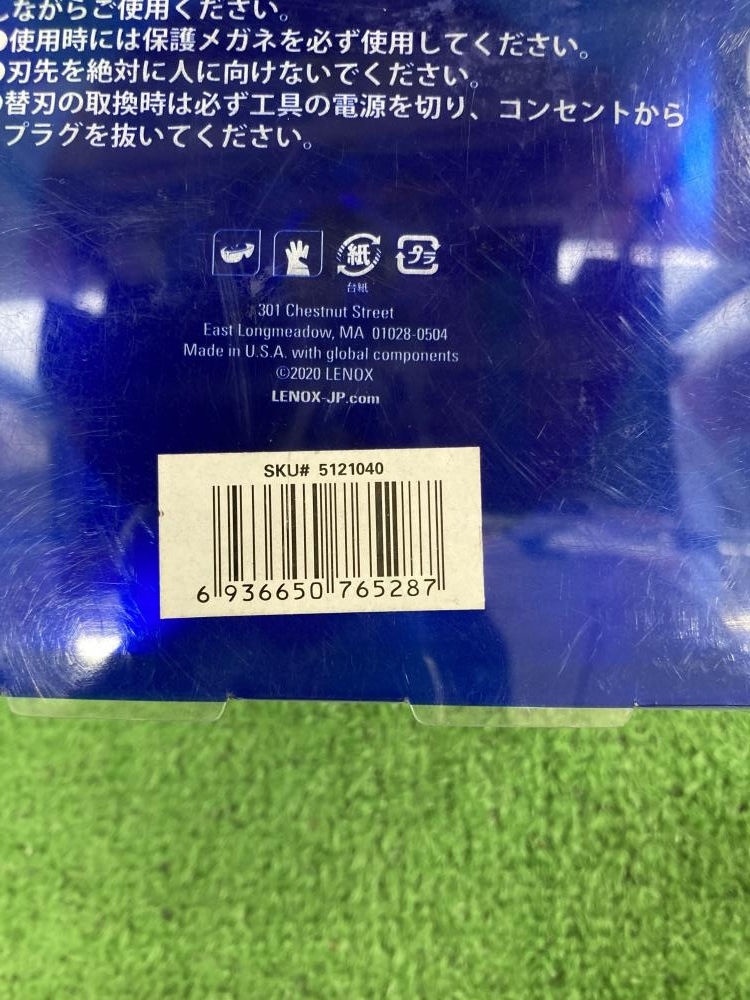 ながらご使用ください。
●使用時には保護メガネを必ず使用してください。
●刃先を絶対に人に向けないでください。
●替刃の取換時は必ず工具の電源を切り、コンセントから
プラグを抜いてください。
紙
プラ
台紙
301 Chestnut Street
East Longmeadow, MA 01028-0504
Made in U.S.A. with global components
©2020 LENOX
LENOX-JP.com
SKU# 5121040
6 936650 765287